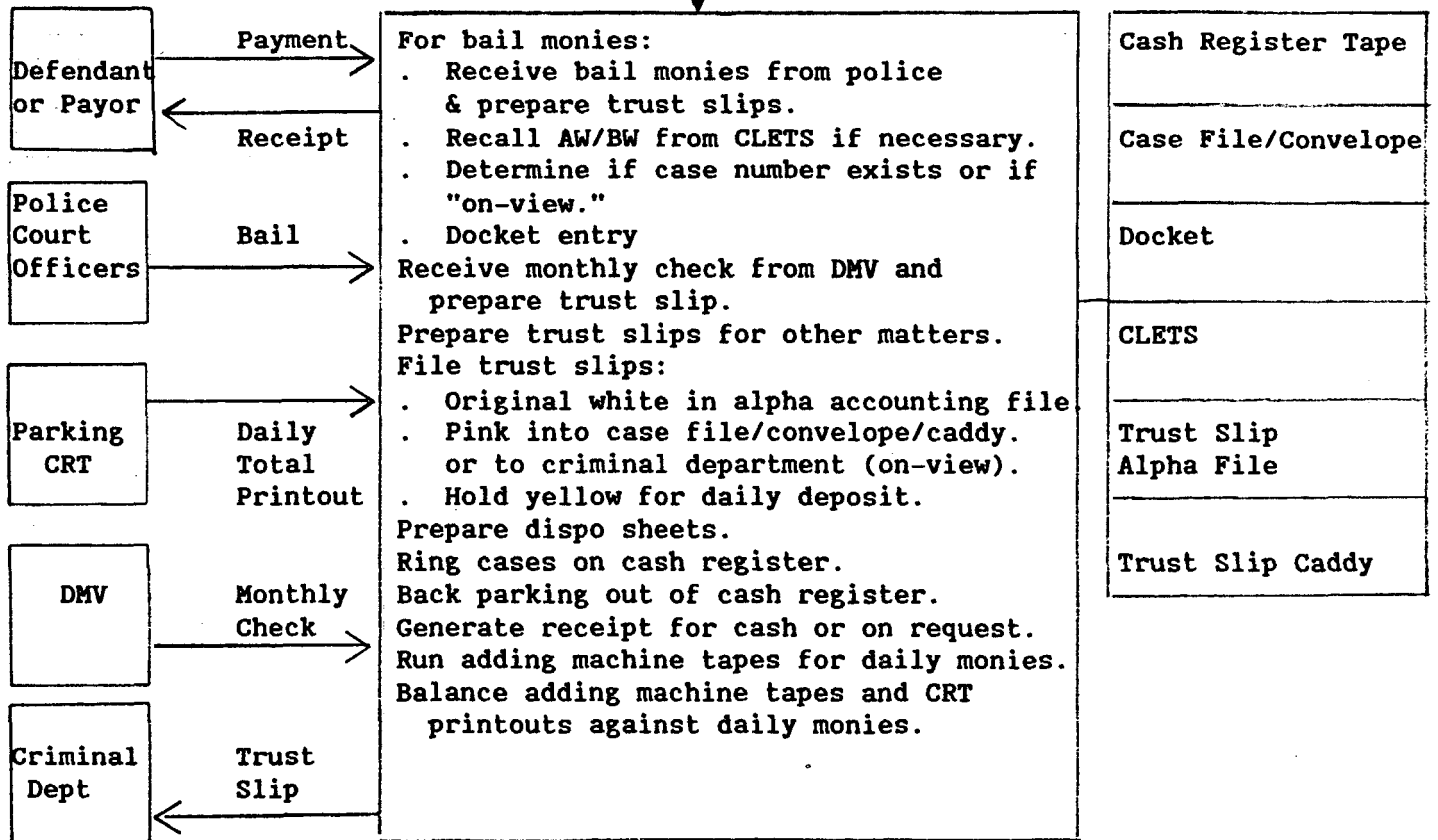 Defendant
or Payor
Payment
Receipt
Police
Court
Officers
Bail
Parking
CRT
Daily
Total
Printout
DMV
Monthly
Check
Criminal
Dept
Trust
Slip
For bail monies:
. Receive bail monies from police
& prepare trust slips.
. Recall AW/BW from CLETS if necessary.
. Determine if case number exists or if
"on-view."
. Docket entry
Receive monthly check from DMV and
prepare trust slip.
Prepare trust slips for other matters.
File trust slips:
. Original white in alpha accounting file
. Pink into case file/convelope/caddy.
or to criminal department (on-view).
. Hold yellow for daily deposit.
Prepare dispo sheets.
Ring cases on cash register.
Back parking out of cash register.
Generate receipt for cash or on request.
Run adding machine tapes for daily monies.
Balance adding machine tapes and CRT
printouts against daily monies.
Cash Register Tape
Case File/Convelope
Docket
CLETS
Trust Slip
Alpha File
Trust Slip Caddy